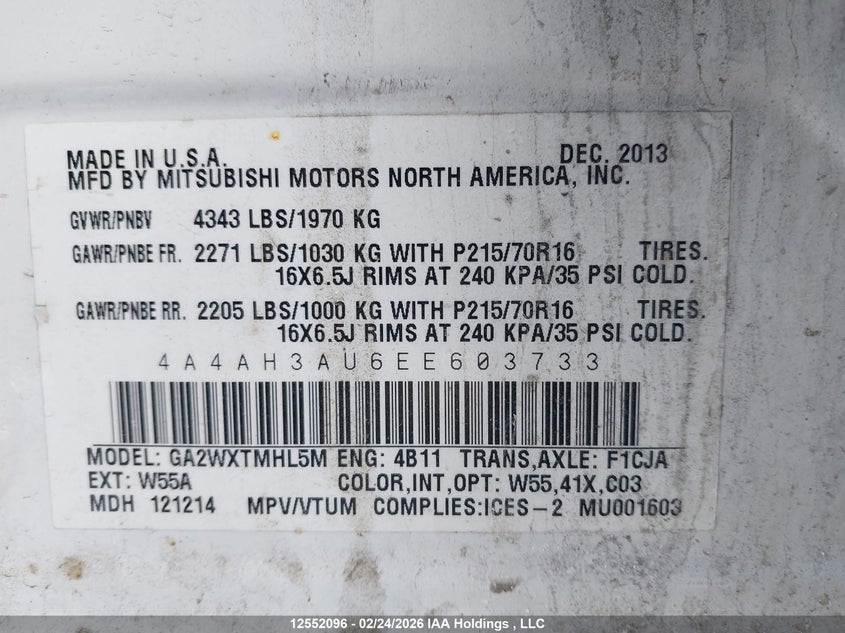 MADE IN U.S.A. DEC. 2013
MFD BY MITSUBISHI MOTORS NORTH AMERICA, INC.
GVWR/PNBV 4343 LBS/1970 KG
GAWR/PNBE FR. 2271 LBS/1030 KG WITH P215/70R16 TIRES.
16X6.5J RIMS AT 240 KPA/35 PSI COLD.
GAWR/PNBE RR. 2205 LBS/1000 KG WITH P215/70R16 TIRES.
16X6.5J RIMS AT 240 KPA/35 PSI COLD.
4A4AH3AU6EE603733
MODEL: GA2WXTMHL5M ENG: 4B11 TRANS,AXLE: F1CJA
EXT: W55A COLOR,INT,OPT: W55,41X,C03
MDH 121214 MPV/VTUM COMPLIES:ICES-2 MU001603
12552096 - 02/24/2026 IAA Holdings , LLC